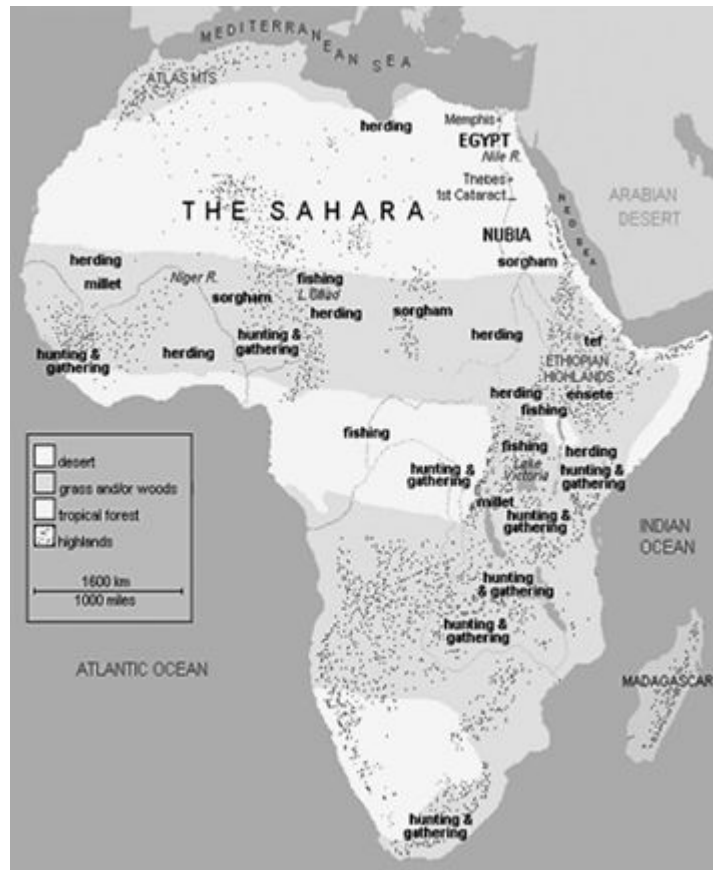 MEDITERRANEAN SEA
ATLAS MTS
herding
Memphis
EGYPT
Nile R.
Thebes
1st Cataract
ARABIAN
DESERT
RED SEA
THE SAHARA
NUBIA
sorgham
herding
millet
Niger R.
sorgham
fishing
L. Chad
herding
sorgham
hunting &
gathering
herding
hunting &
gathering
herding
tef
ETHIOPIAN
HIGHLANDS
herding
ensete
fishing
fishing
hunting &
gathering
fishing
Lake
Victoria
herding
hunting &
gathering
millet
hunting &
gathering
desert
grass and/or woods
tropical forest
highlands
1600 km
1000 miles
INDIAN
OCEAN
hunting
& gathering
hunting &
gathering
ATLANTIC OCEAN
MADAGASCAR
hunting &
gathering